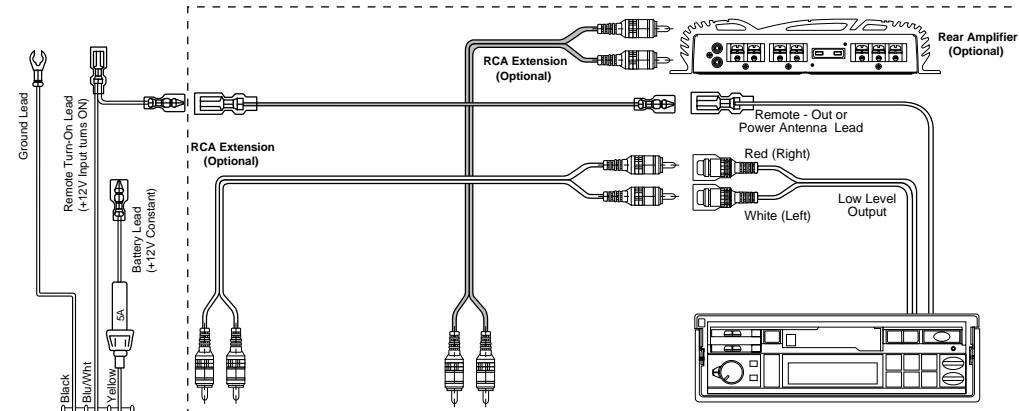 Ground Lead
Remote Turn-On Lead
(+12V Input turns ON)
Battery Lead
(+12V Constant)
5A
Black
Blu/Wht
Yellow
RCA Extension
(Optional)
Rear Amplifier
(Optional)
Remote - Out or
Power Antenna Lead
RCA Extension
(Optional)
Red (Right)
White (Left)
Low Level
Output